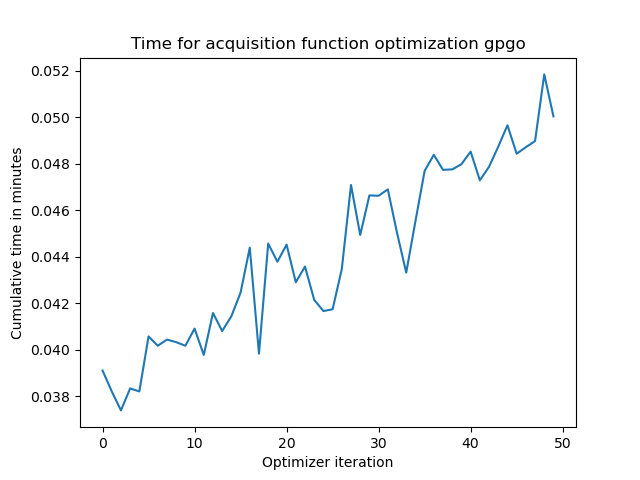 Time for acquisition function optimization gpgo
0.052
0.050
0.048
0.046
0.044
0.042
0.040
0.038
Cumulative time in minutes
0 10 20 30 40 50
Optimizer iteration